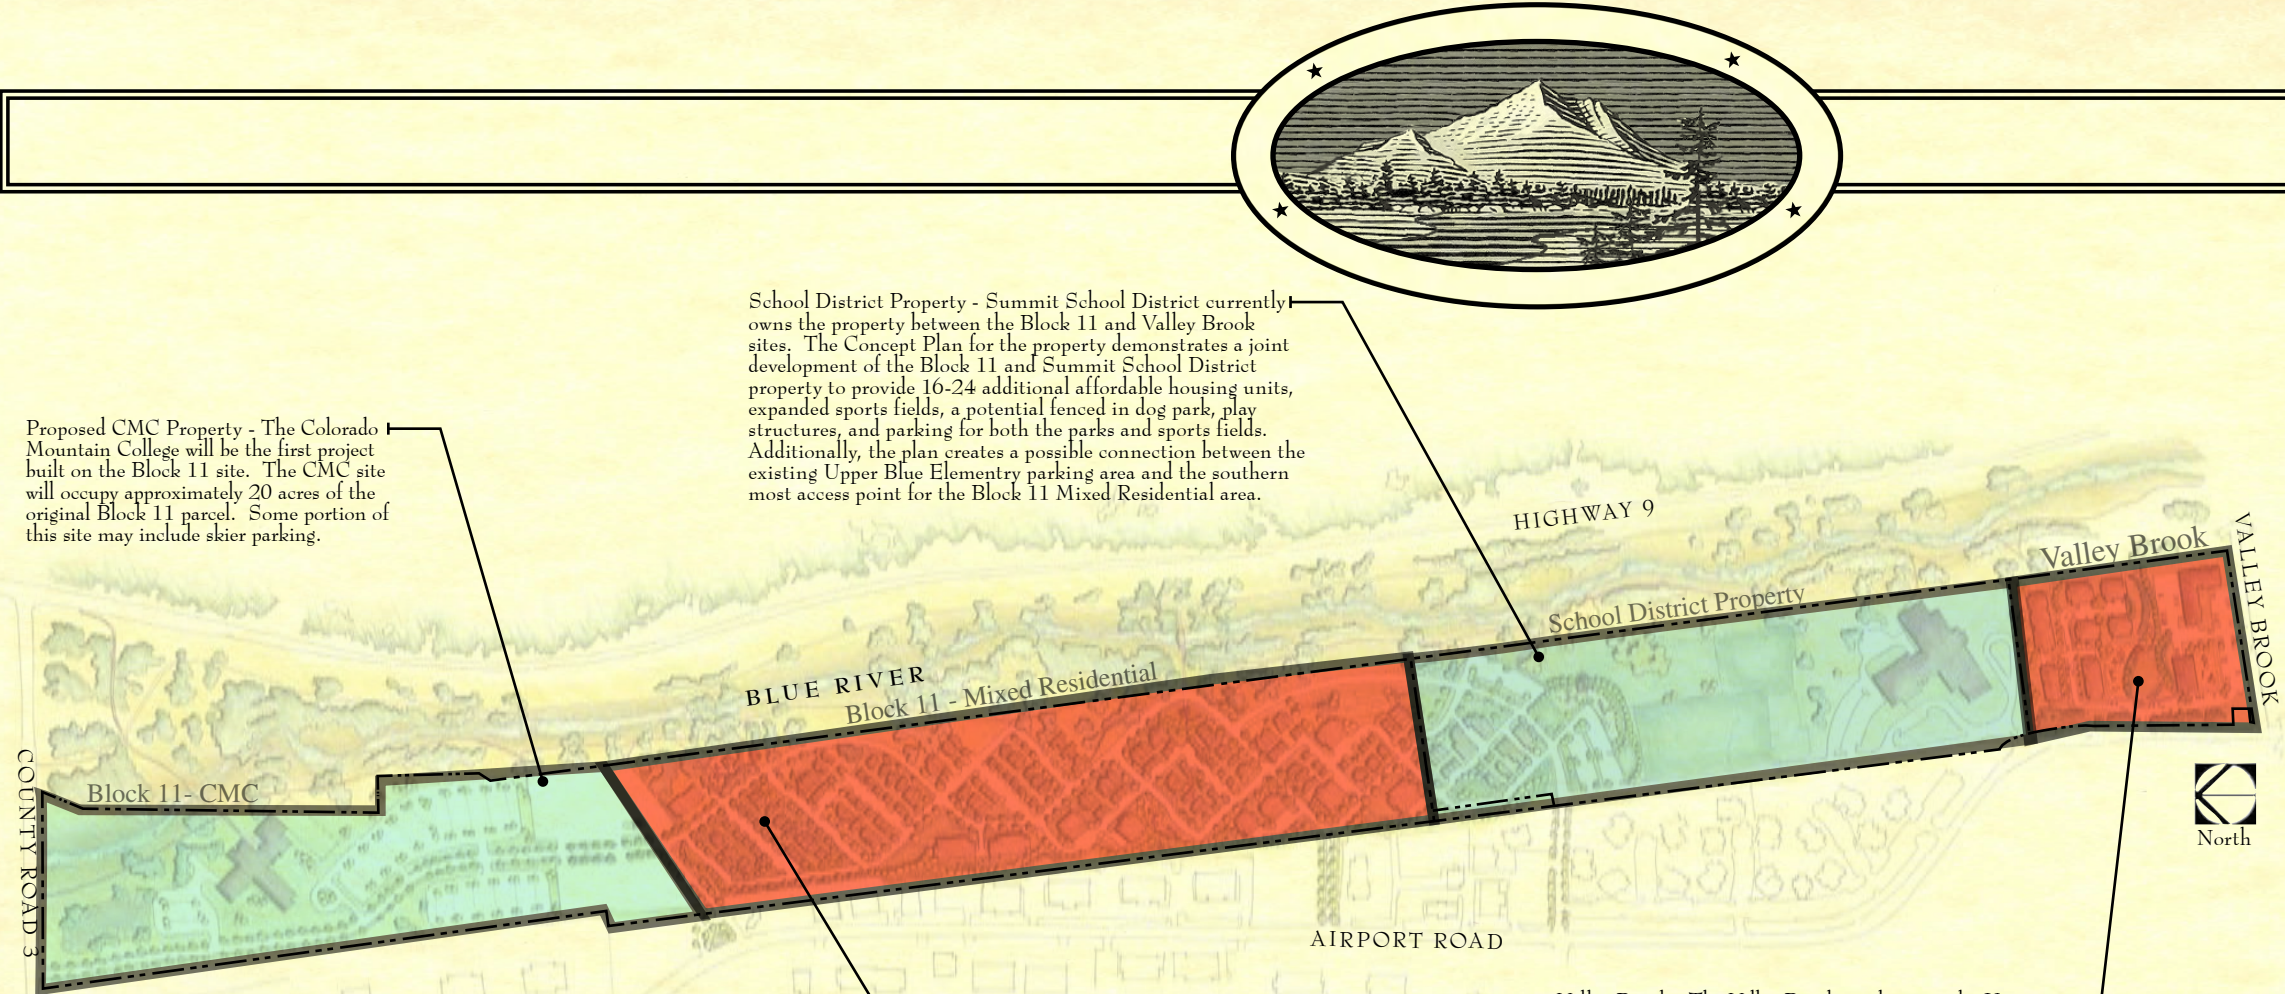 School District Property - Summit School District currently
owns the property between the Block 11 and Valley Brook
sites.  The Concept Plan for the property demonstrates a joint
development of the Block 11 and Summit School District
property to provide 16-24 additional affordable housing units,
expanded sports fields, a potential fenced in dog park, play
structures, and parking for both the parks and sports fields.
Additionally, the plan creates a possible connection between the
existing Upper Blue Elementry parking area and the southern
most access point for the Block 11 Mixed Residential area.
Proposed CMC Property - The Colorado
Mountain College will be the first project
built on the Block 11 site.  The CMC site
will occupy approximately 20 acres of the
original Block 11 parcel.  Some portion of
this site may include skier parking.
HIGHWAY 9
Valley Brook
VALLEY BROOK
School District Property
BLUE RIVER
Block 11 - Mixed Residential
Block 11- CMC
COUNTY ROAD 3
North
AIRPORT ROAD